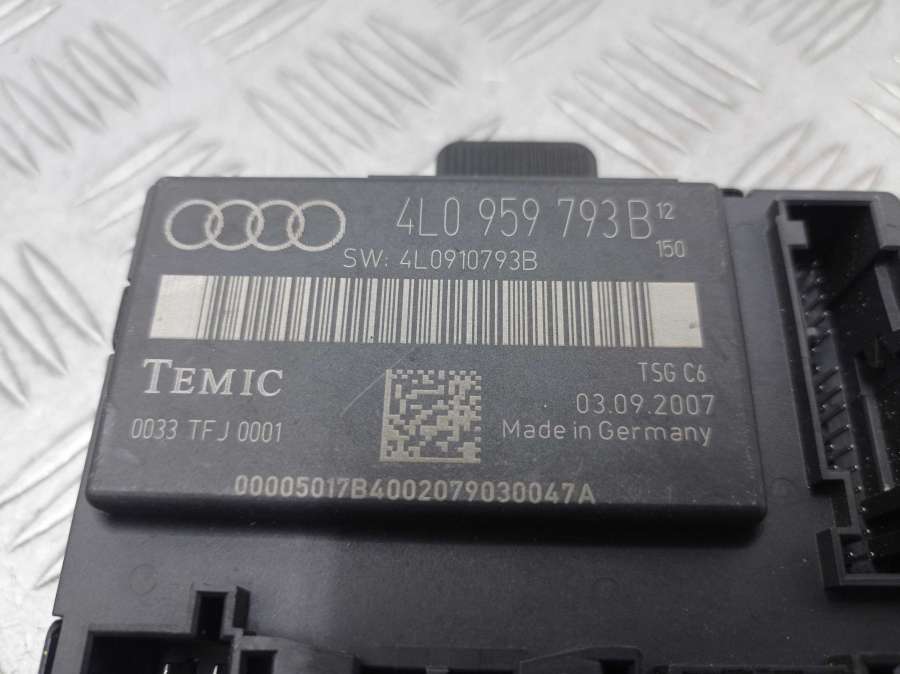 4L0 959 793B 12
150
SW: 4L0910793B
TEMIC
TSG C6
03.09.2007
0033 TFJ 0001
Made in Germany
00005017B4002079030047A